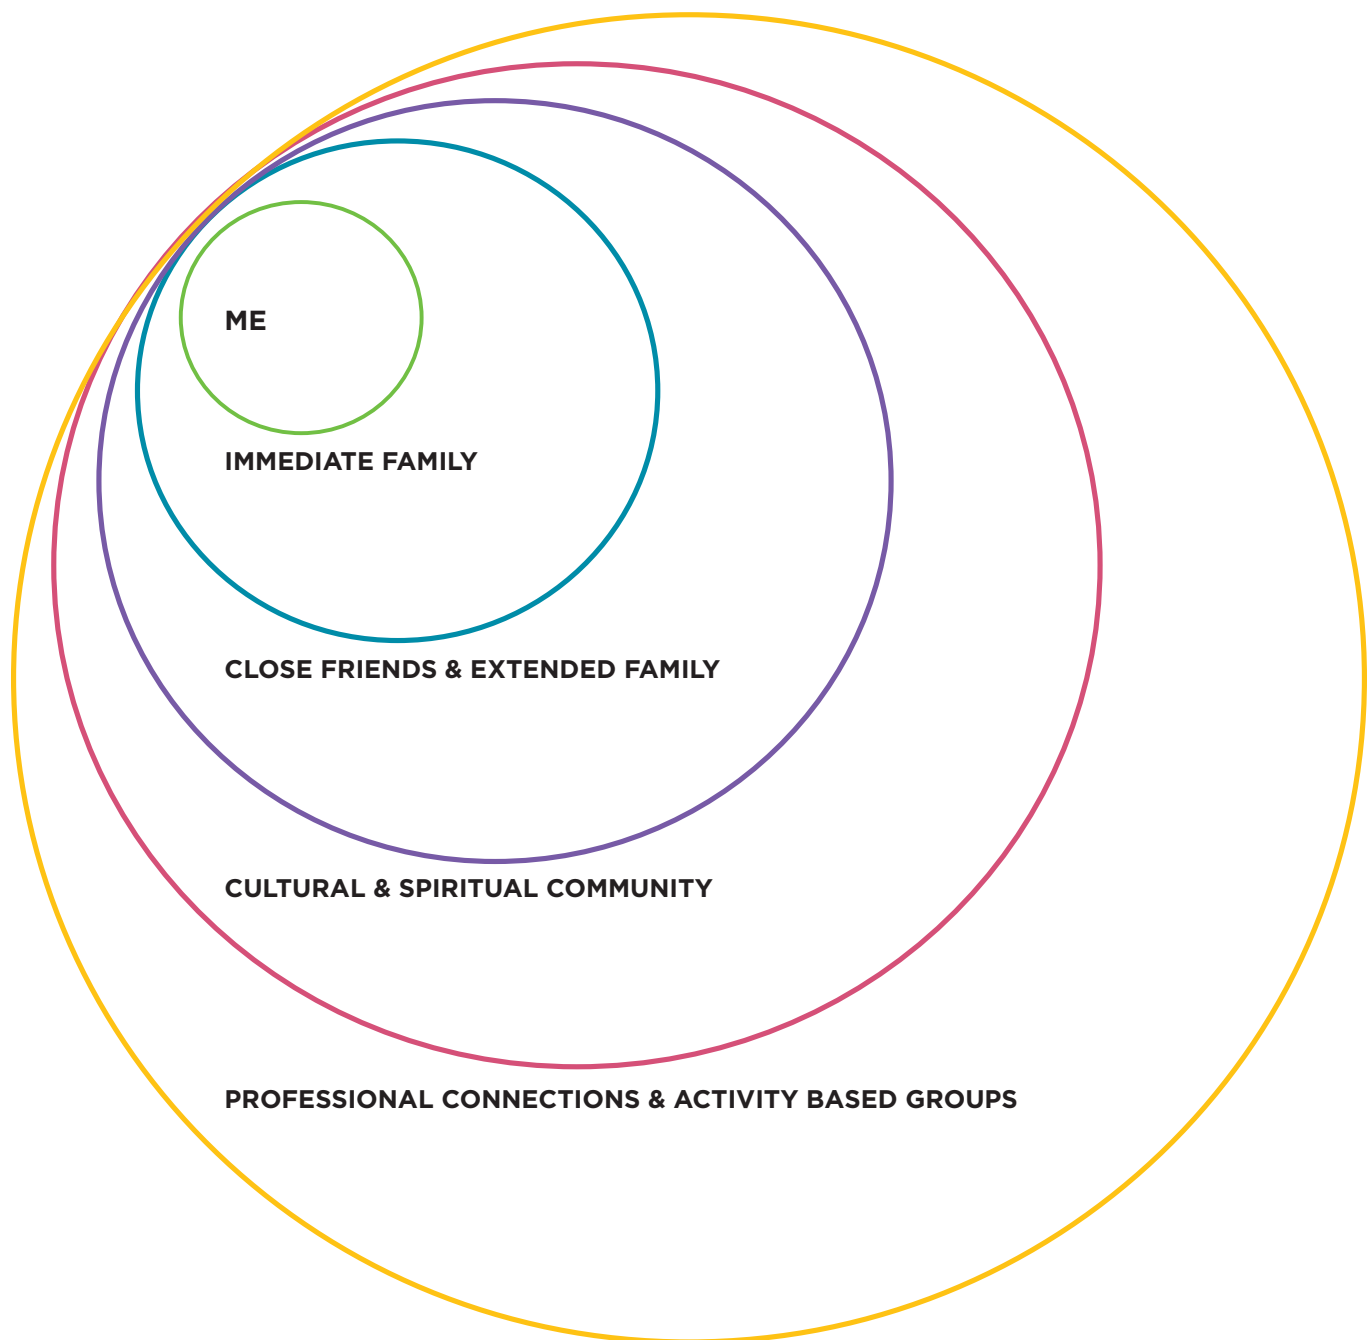 ME
IMMEDIATE FAMILY
CLOSE FRIENDS & EXTENDED FAMILY
CULTURAL & SPIRITUAL COMMUNITY
PROFESSIONAL CONNECTIONS & ACTIVITY BASED GROUPS